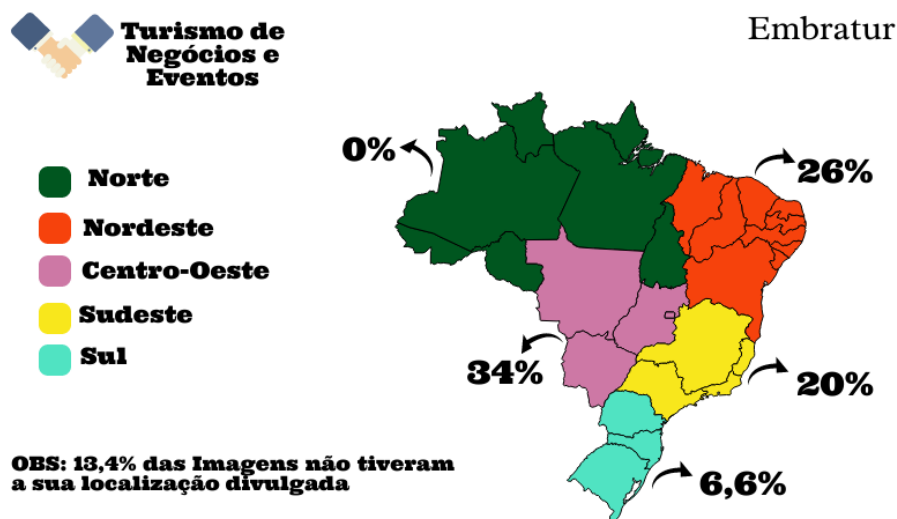 Turismo de
Negócios e
Eventos
Embratur
0%
26%
Norte
Nordeste
Centro-Oeste
Sudeste
Sul
34%
20%
6,6%
OBS: 13,4% das Imagens não tiveram
a sua localização divulgada